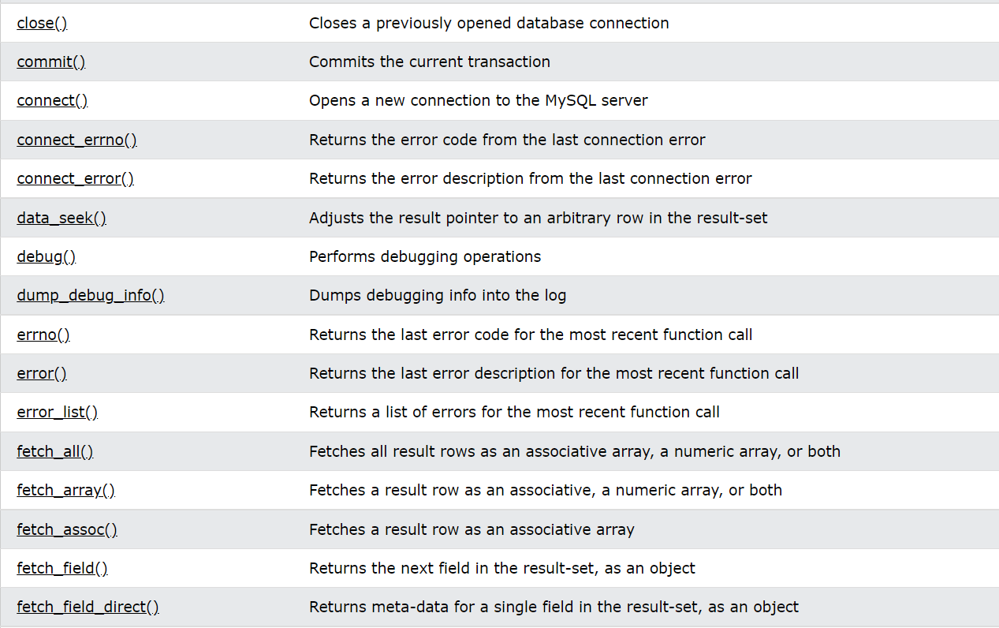 close() Closes a previously opened database connection
commit() Commits the current transaction
connect() Opens a new connection to the MySQL server
connect_errno() Returns the error code from the last connection error
connect_error() Returns the error description from the last connection error
data_seek() Adjusts the result pointer to an arbitrary row in the result-set
debug() Performs debugging operations
dump_debug_info() Dumps debugging info into the log
errno() Returns the last error code for the most recent function call
error() Returns the last error description for the most recent function call
error_list() Returns a list of errors for the most recent function call
fetch_all() Fetches all result rows as an associative array, a numeric array, or both
fetch_array() Fetches a result row as an associative, a numeric array, or both
fetch_assoc() Fetches a result row as an associative array
fetch_field() Returns the next field in the result-set, as an object
fetch_field_direct() Returns meta-data for a single field in the result-set, as an object